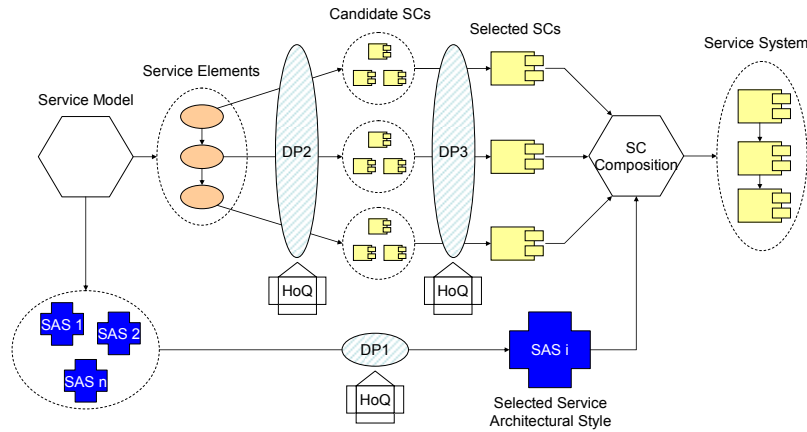 Candidate SCs
Selected SCs
Service System
Service Elements
Service Model
DP2
DP3
SC
Composition
HoQ
HoQ
SAS 1
SAS 2
SAS n
DP1
SAS i
HoQ
Selected Service
Architectural Style